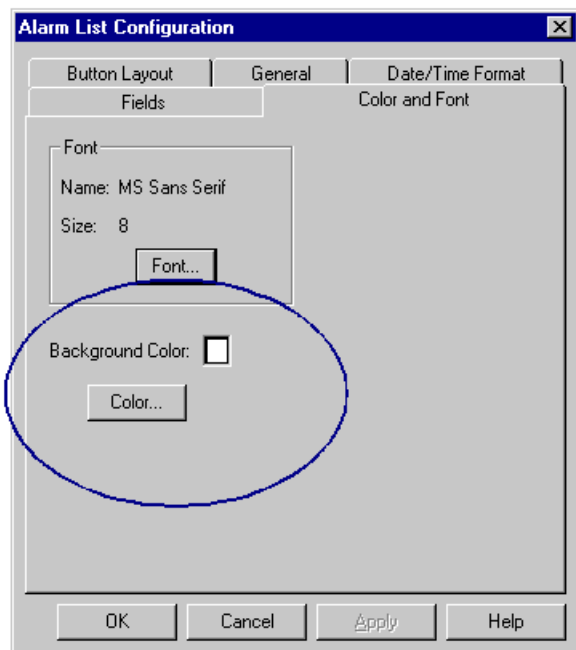 Alarm List Configuration
Button Layout General Date/Time Format
Fields Color and Font
Font
Name: MS Sans Serif
Size: 8
Font...
Background Color:
Color...
OK Cancel Apply Help